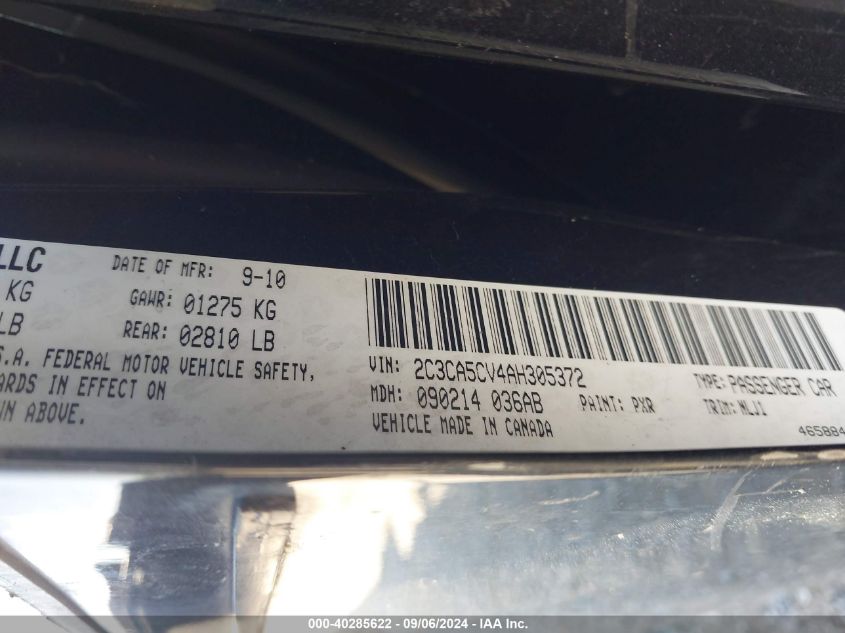 LLC DATE OF MFR: 9-10
KG GAWR: 01275 KG
LB REAR: 02810 LB
S.A. FEDERAL MOTOR VEHICLE SAFETY,
ARDS IN EFFECT ON
WN ABOVE.
VIN: 2C3CA5CV4AH305372 TYPE: PASSENGER CAR
MDH: 090214 036AB PAINT: PXR TRIM: NLJ1
VEHICLE MADE IN CANADA 465884
000-40285622 - 09/06/2024 - IAA Inc.